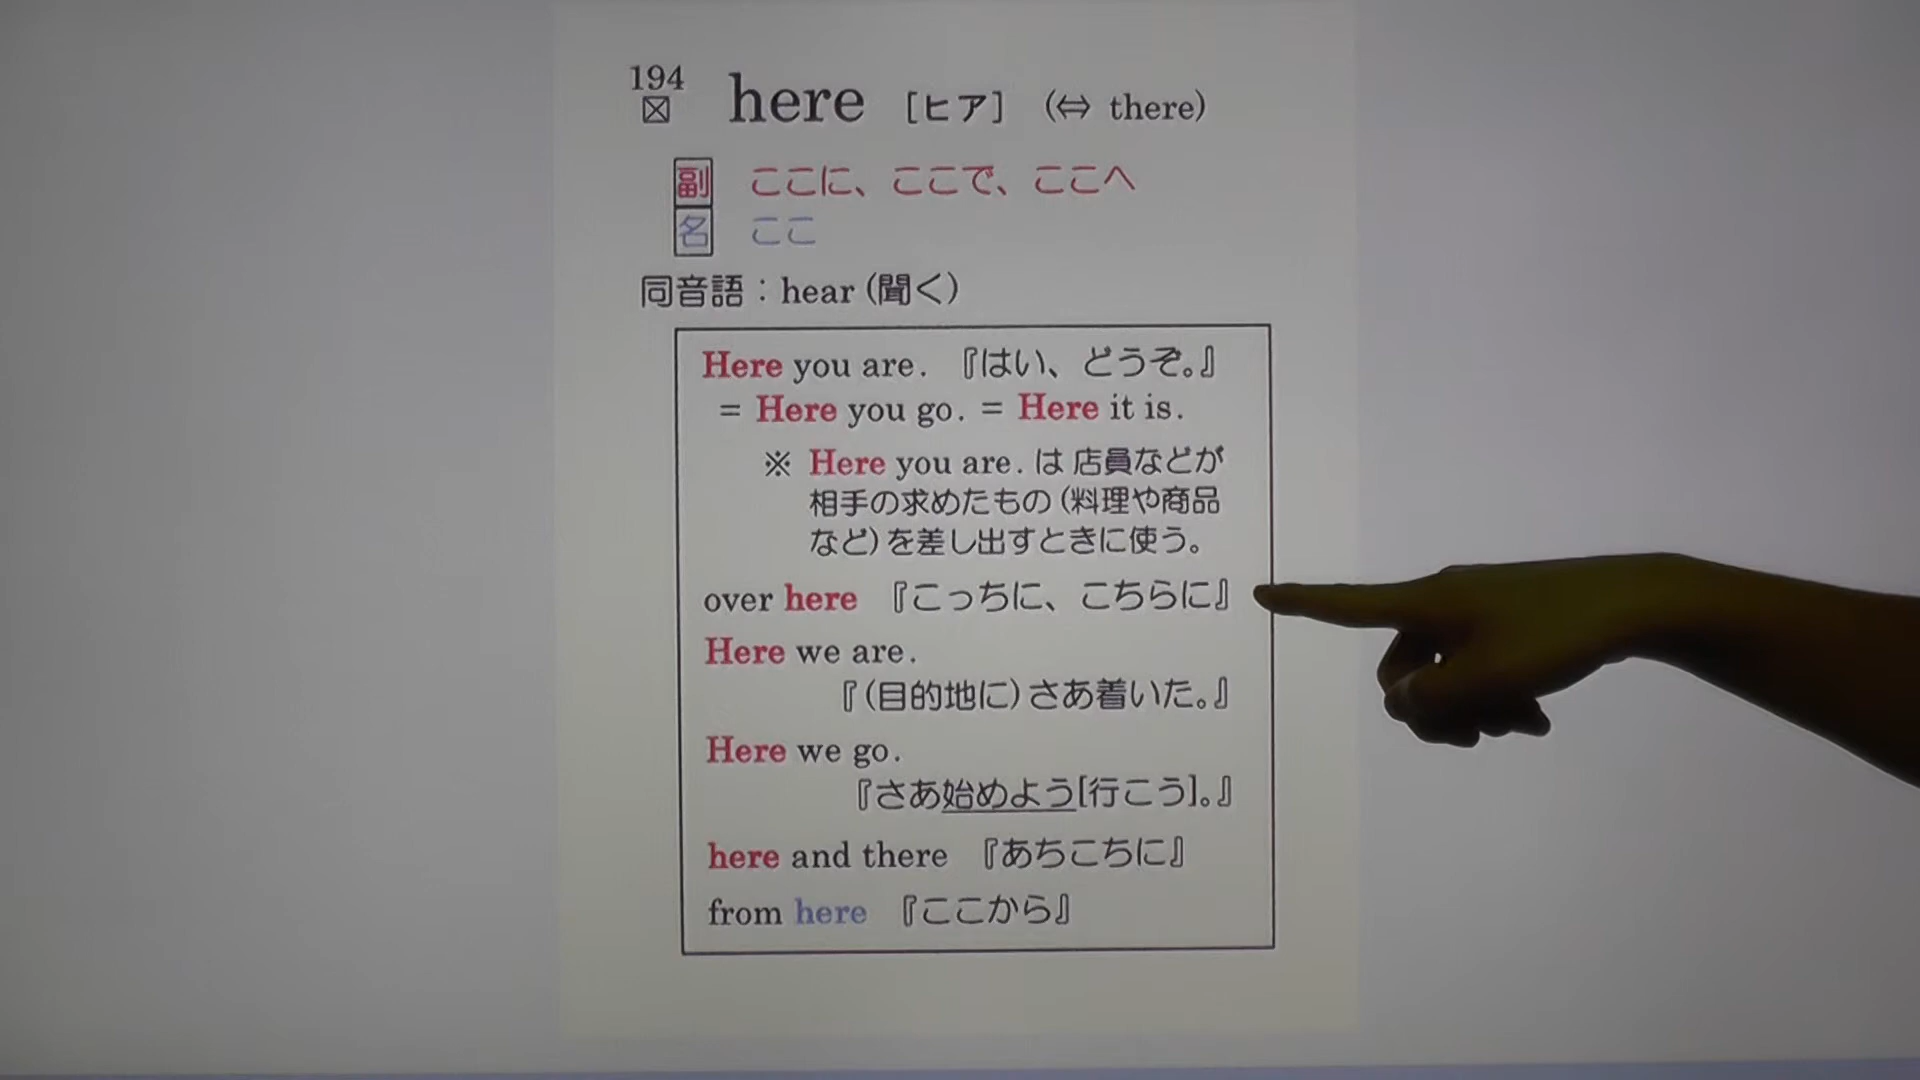 194
☒ here [ヒア] (⇔ there)
副 ここに、ここで、ここへ
名 ここ
同音語：hear (聞く)
Here you are. 『はい、どうぞ。』
= Here you go. = Here it is.
※ Here you are. は 店員などが
相手の求めたもの (料理や商品
など) を差し出すときに使う。
over here 『こっちに、こちらに』
Here we are.
『(目的地に) さあ着いた。』
Here we go.
『さあ始めよう[行こう]。』
here and there 『あちこちに』
from here 『ここから』